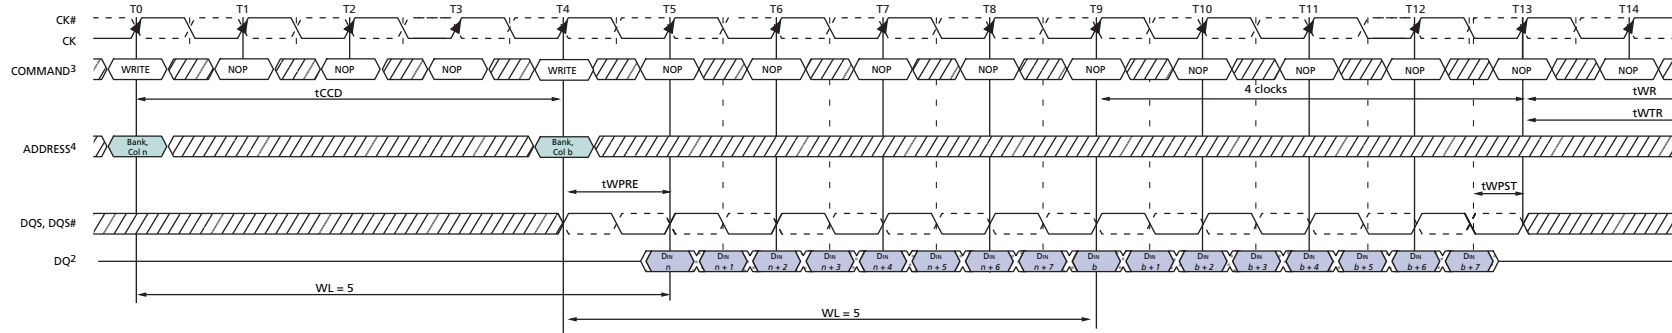 T0 T1 T2 T3 T4 T5 T6 T7 T8 T9 T10 T11 T12 T13 T14
CK#
CK
COMMAND3 WRITE NOP NOP NOP WRITE NOP NOP NOP NOP NOP NOP NOP NOP NOP NOP
tCCD 4 clocks tWR
tWTR
ADDRESS4 Bank, Col n Bank, Col b
tWPRE tWPST
DQS, DQS#
DQ2 DIN n DIN n + 1 DIN n + 2 DIN n + 3 DIN n + 4 DIN n + 5 DIN n + 6 DIN n + 7 DIN b DIN b + 1 DIN b + 2 DIN b + 3 DIN b + 4 DIN b + 5 DIN b + 6 DIN b + 7
WL = 5
WL = 5